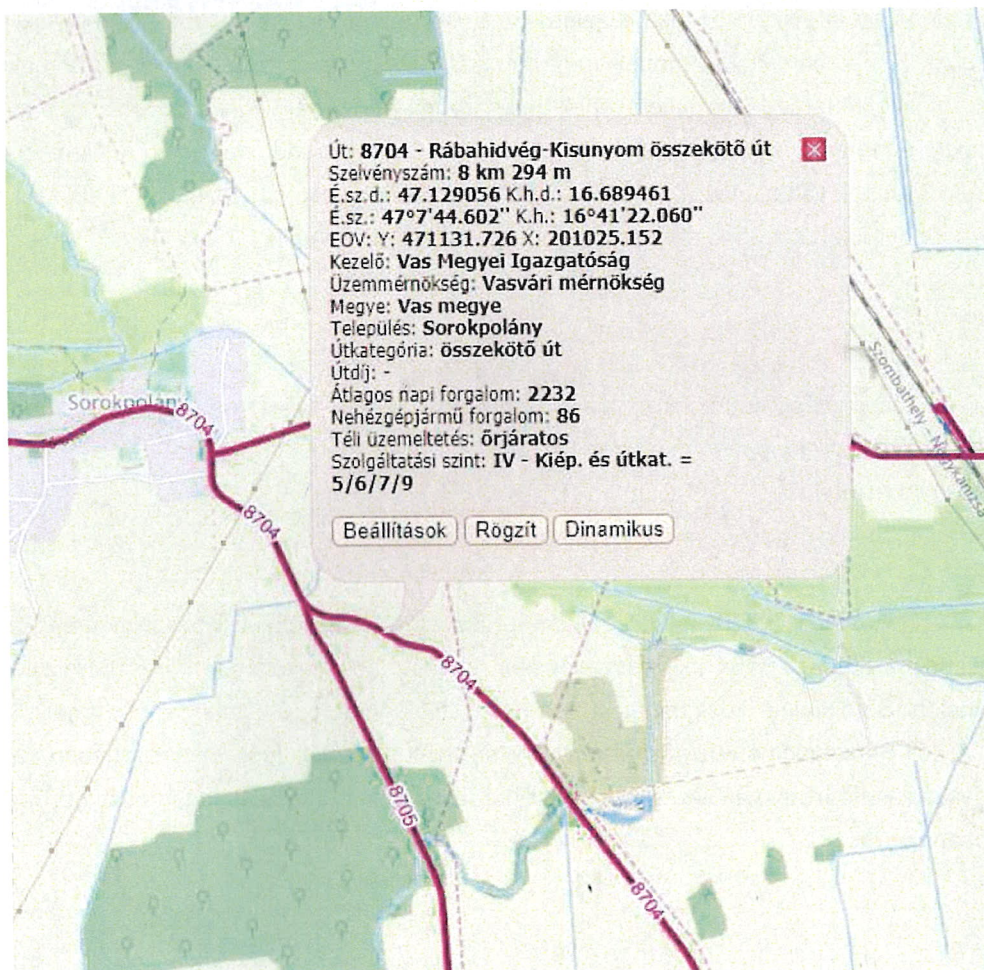 Út: 8704 - Rábahidvég-Kisunyom összekötő út
Szelvényszám: 8 km 294 m
É.sz.d.: 47.129056 K.h.d.: 16.689461
É.sz.: 47°7'44.602" K.h.: 16°41'22.060"
EOV: Y: 471131.726 X: 201025.152
Kezelő: Vas Megyei Igazgatóság
Üzemmérnökség: Vasvári mérnökség
Megye: Vas megye
Település: Sorokpolány
Útkategória: összekötő út
Útdíj: -
Átlagos napi forgalom: 2232
Nehézgépjármű forgalom: 86
Téli üzemeltetés: őrjáratos
Szolgáltatási szint: IV - Kiép. és útkat. =
5/6/7/9
Beállítások Rögzít Dinamikus
Szombathely - Nagykanizsa
Sorokpolány
8704
8704
8704
8705
8704